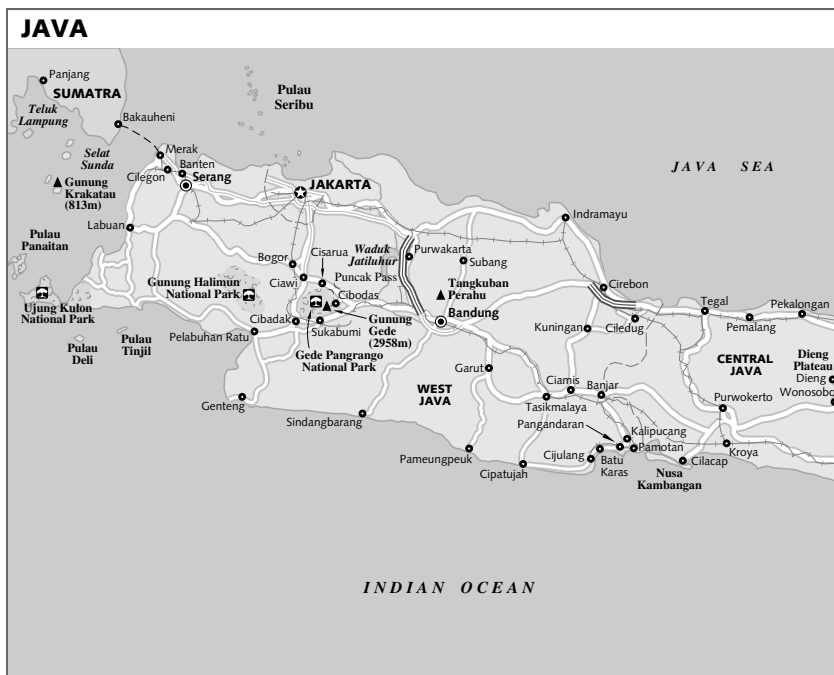 JAVA
Panjang
SUMATRA
Teluk
Lampung
Bakauheni
Pulau
Seribu
Selat
Sunda
Merak
Banten
Cilegon
Serang
JAKARTA
JAVA SEA
Gunung
Krakatau
(813m)
Labuan
Indramayu
Pulau
Panaitan
Bogor
Cisarua
Waduk
Jatiluhur
Purwakarta
Subang
Gunung Halimun
National Park
Ciawi
Puncak Pass
Tangkuban
Perahu
Cirebon
Cibodas
Tegal
Pekalongan
Ujung Kulon
National Park
Cibadak
Sukabumi
Gunung
Gede
(2958m)
Bandung
Kuningan
Ciledug
Pemalang
Pulau
Deli
Pulau
Tinjil
Pelabuhan Ratu
Gede Pangrango
National Park
Garut
CENTRAL
JAVA
Dieng
Plateau
Dieng
Wonosobo
WEST
JAVA
Ciamis
Banjar
Genteng
Sindangbarang
Tasikmalaya
Purwokerto
Pangandaran
Kalipucang
Pamotan
Pameungpeuk
Cipatujah
Cijulang
Batu
Karas
Nusa
Kambangan
Cilacap
Kroya
INDIAN OCEAN